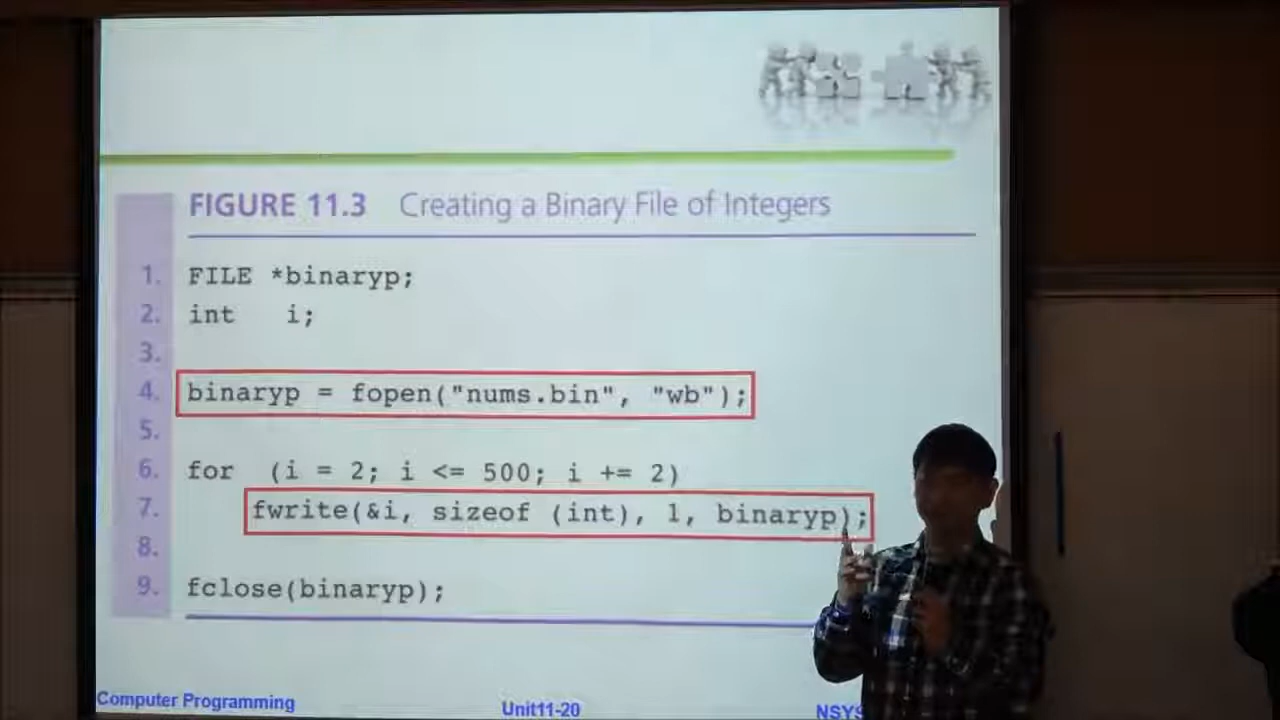 FIGURE 11.3 Creating a Binary File of Integers
1. FILE *binaryp;
2. int i;
3.
4. binaryp = fopen("nums.bin", "wb");
5.
6. for (i = 2; i <= 500; i += 2)
7. fwrite(&i, sizeof (int), 1, binaryp);
8.
9. fclose(binaryp);
Computer Programming Unit11-20 NSYS